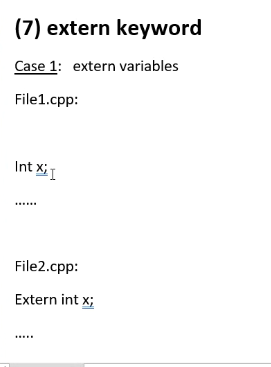 (7) extern keyword
Case 1: extern variables
File1.cpp:
Int x;
......
File2.cpp:
Extern int x;
.....